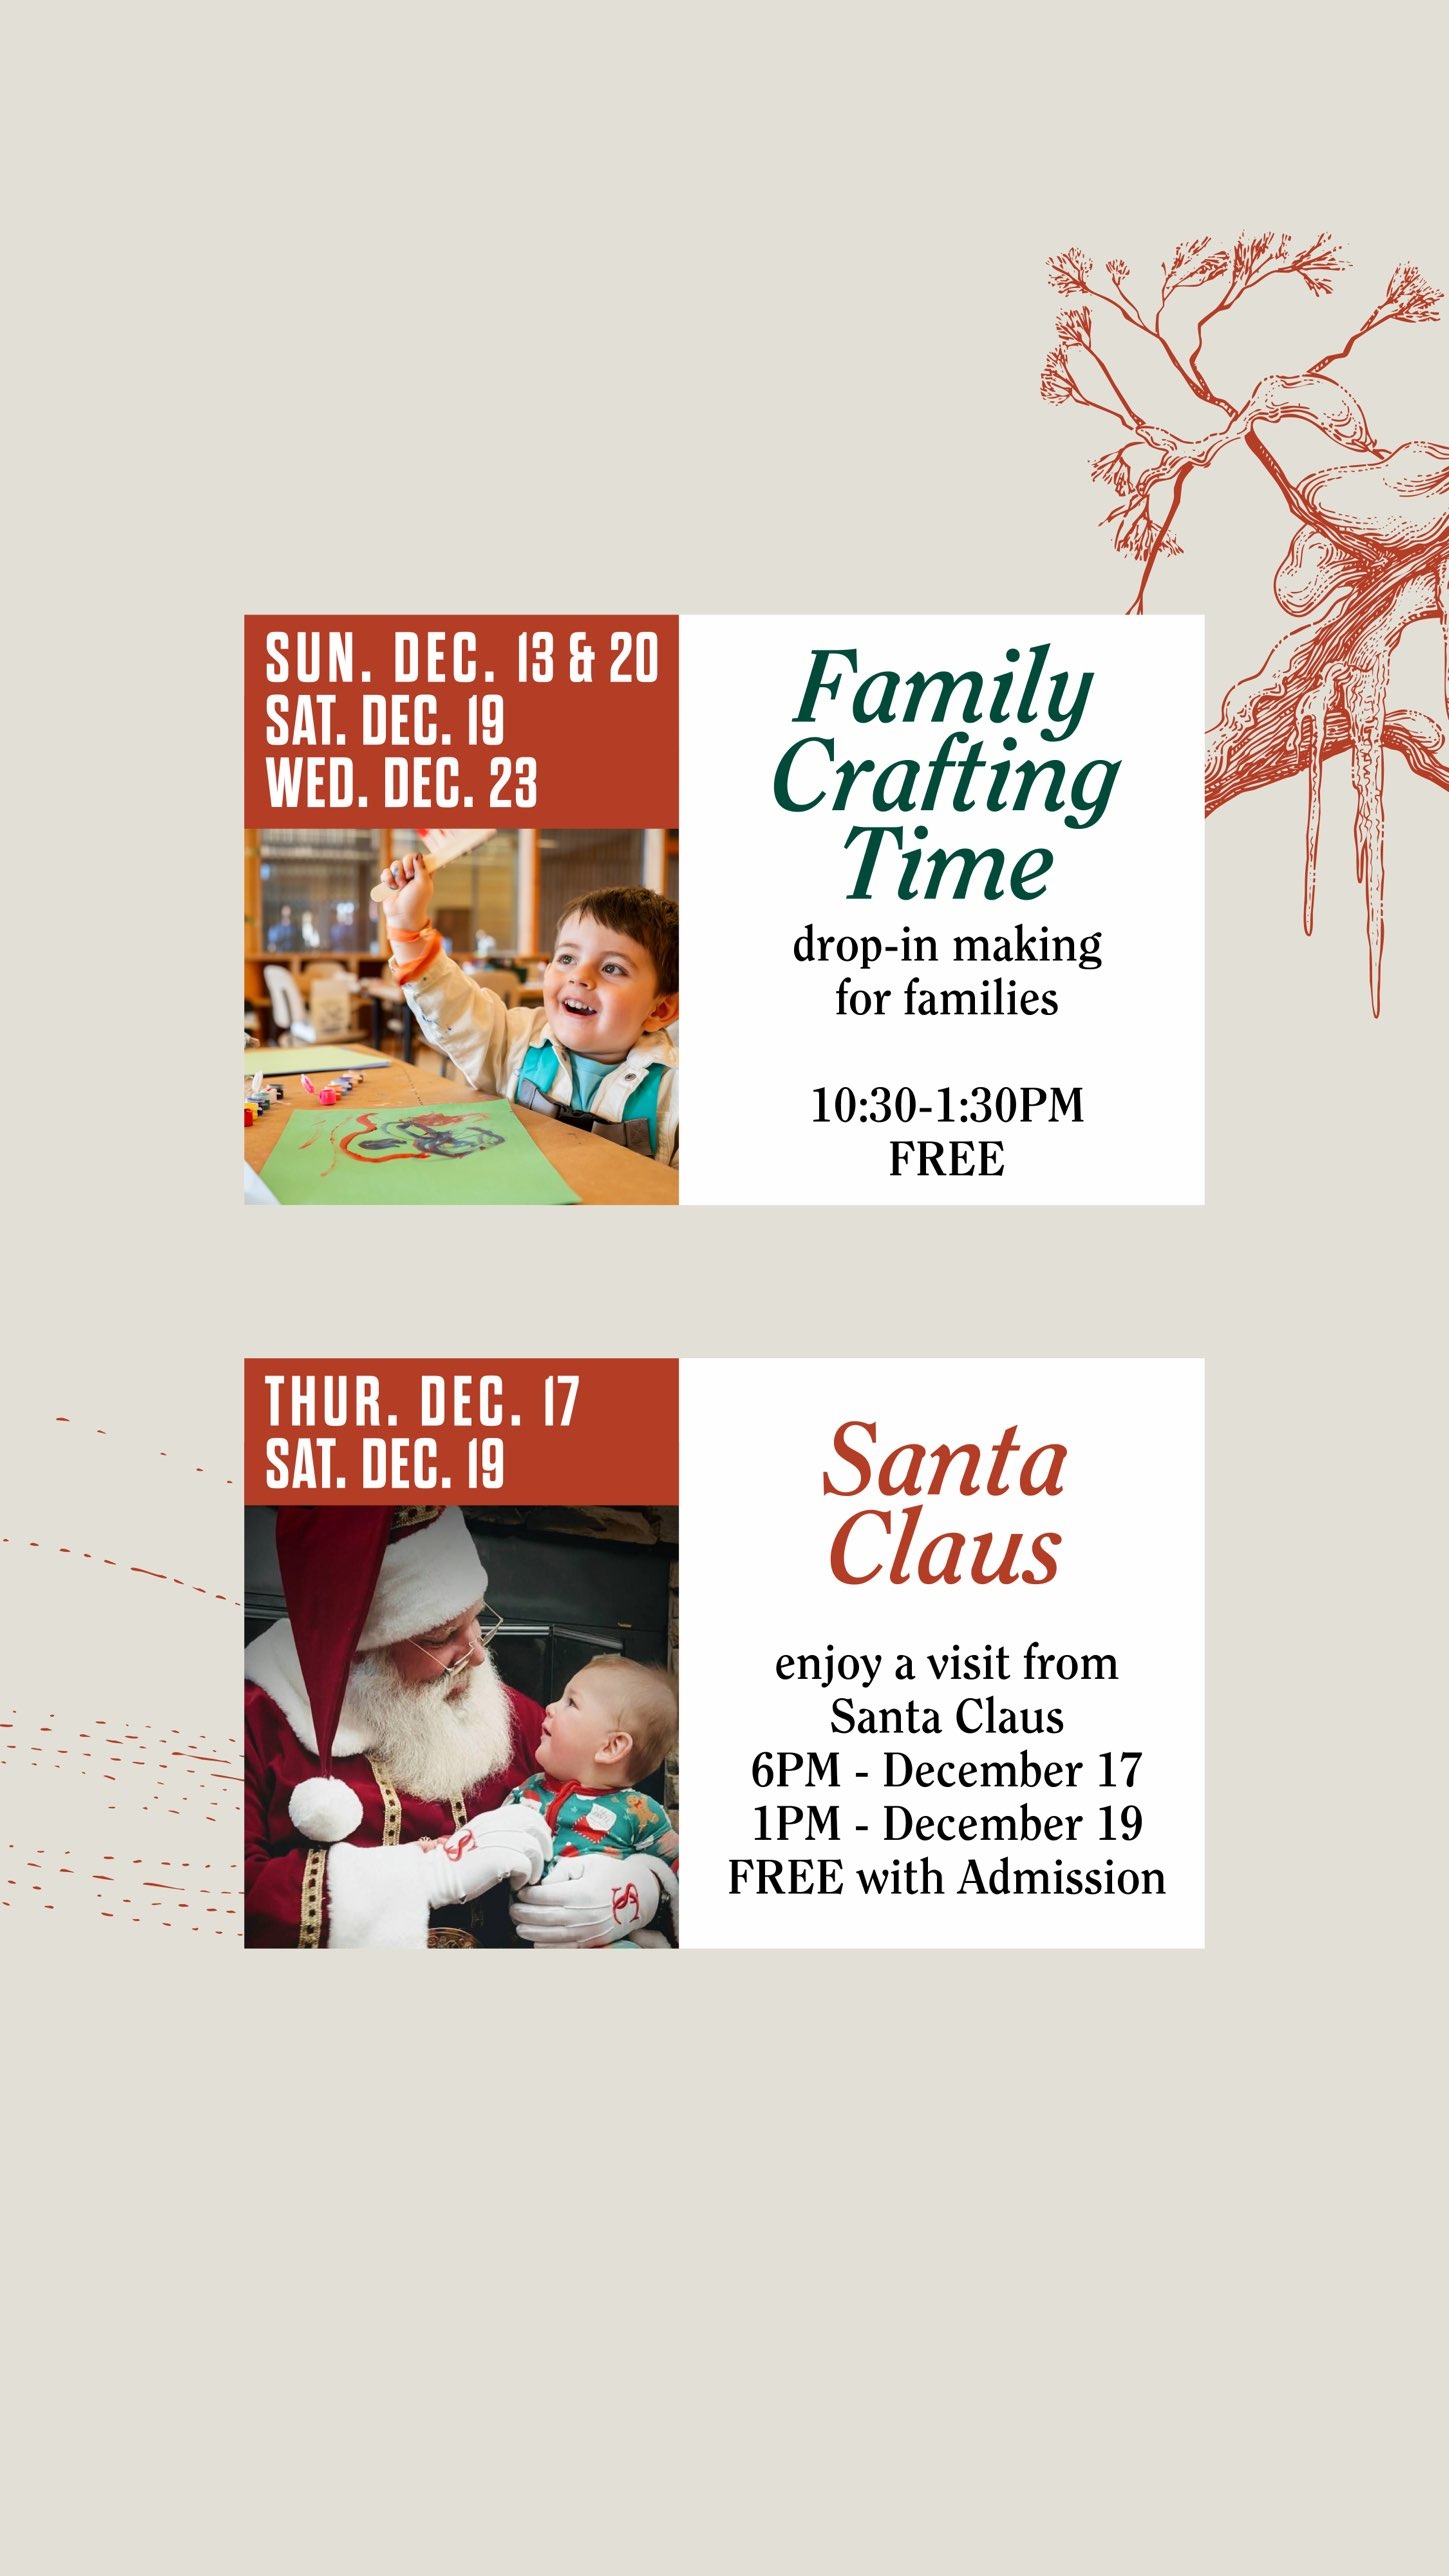 SUN. DEC. 13 & 20
SAT. DEC. 19
WED. DEC. 23
Family
Crafting
Time
drop-in making
for families
10:30-1:30PM
FREE
THUR. DEC. 17
SAT. DEC. 19
Santa
Claus
enjoy a visit from
Santa Claus
6PM - December 17
1PM - December 19
FREE with Admission